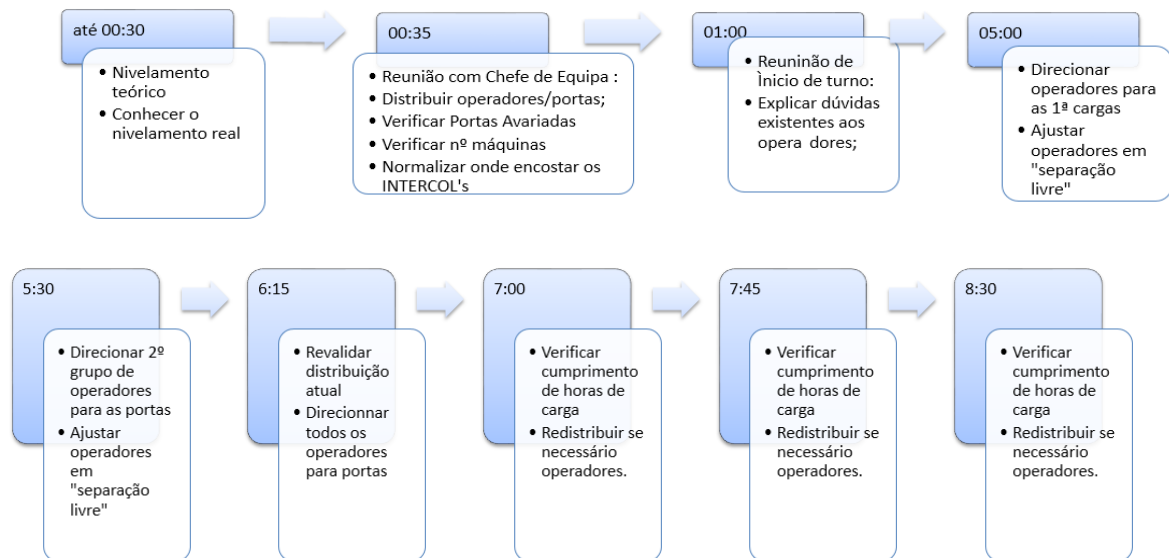 até 00:30
• Nivelamento
teórico
• Conhecer o
nivelamento real
00:35
• Reunião com Chefe de Equipa :
• Distribuir operadores/portas;
• Verificar Portas Avariadas
• Verificar nº máquinas
• Normalizar onde encostar os
INTERCOL's
01:00
• Reuninão de
Ìnicio de turno:
• Explicar dúvidas
existentes aos
opera dores;
05:00
• Direcionar
operadores para
as 1ª cargas
• Ajustar
operadores em
"separação
livre"
5:30
• Direcionar 2º
grupo de
operadores
para as portas
• Ajustar
operadores
em
"separação
livre"
6:15
• Revalidar
distribuição
atual
• Direcionnar
todos os
operadores
para portas
7:00
• Verificar
cumprimento
de horas de
carga
• Redistribuir se
necessário
operadores.
7:45
• Verificar
cumprimento
de horas de
carga
• Redistribuir se
necessário
operadores.
8:30
• Verificar
cumprimento
de horas de
carga
• Redistribuir se
necessário
operadores.